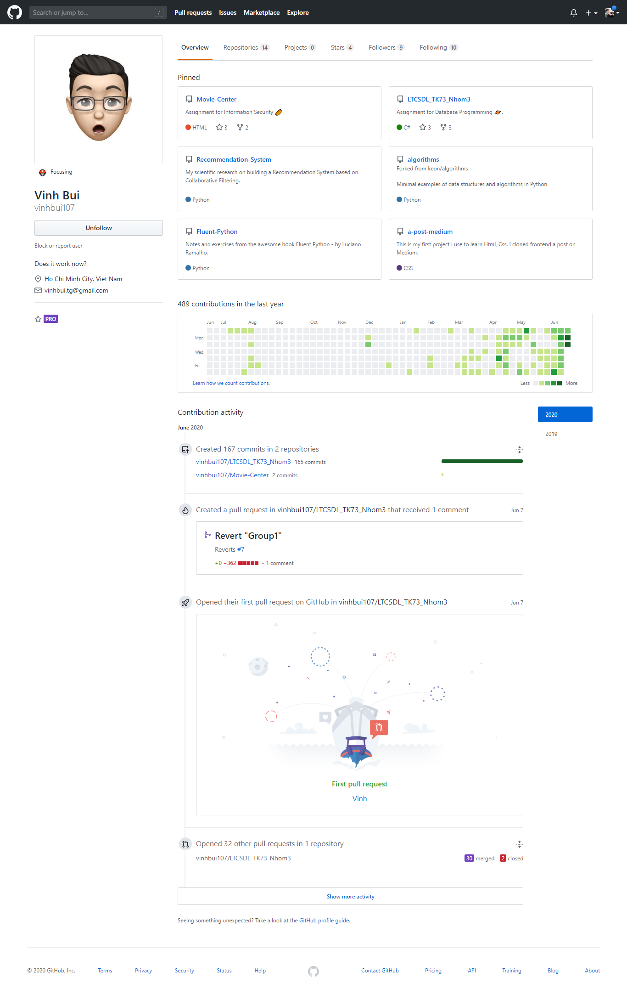 Search or jump to... / Pull requests Issues Marketplace Explore
Overview Repositories 14 Projects 0 Stars 4 Followers 9 Following 10
Focusing
Vinh Bui
vinhbui107
Unfollow
Block or report user
Does it work now?
Ho Chi Minh City, Viet Nam
vinhbui.tg@gmail.com
PRO
Pinned
Movie-Center
Assignment for Information Security .
HTML 3 2
LTCSDL_TK73_Nhom3
Assignment for Database Programming .
C# 3 3
Recommendation-System
My scientific research on building a Recommendation System based on
Collaborative Filtering.
Python
algorithms
Forked from keon/algorithms
Minimal examples of data structures and algorithms in Python
Python
Fluent-Python
Notes and exercises from the awesome book Fluent Python - by Luciano
Ramalho.
Python
a-post-medium
This is my first project i use to learn Html, Css. I cloned frontend a post on
Medium.
CSS
489 contributions in the last year
Jun Jul Aug Sep Oct Nov Dec Jan Feb Mar Apr May Jun
Mon
Wed
Fri
Learn how we count contributions. Less More
Contribution activity
2020
2019
June 2020
Created 167 commits in 2 repositories
vinhbui107/LTCSDL_TK73_Nhom3 165 commits
vinhbui107/Movie-Center 2 commits
Created a pull request in vinhbui107/LTCSDL_TK73_Nhom3 that received 1 comment Jun 7
Revert "Group1"
Reverts #7
+0 −362 • 1 comment
Opened their first pull request on GitHub in vinhbui107/LTCSDL_TK73_Nhom3 Jun 7
First pull request
Vinh
Opened 32 other pull requests in 1 repository
vinhbui107/LTCSDL_TK73_Nhom3 30 merged 2 closed
Show more activity
Seeing something unexpected? Take a look at the GitHub profile guide.
© 2020 GitHub, Inc. Terms Privacy Security Status Help Contact GitHub Pricing API Training Blog About